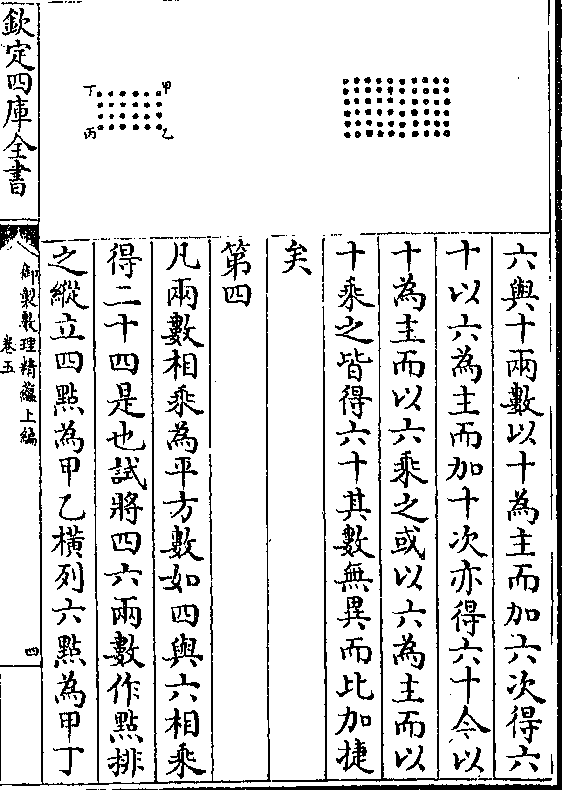 六與十兩數以十為主而加六次得六
十以六為主而加十次亦得六十今以
十為主而以六乘之或以六為主而以
十乘之皆得六十其數無異而比加捷
矣
第四
凡兩數相乘為平方數如四與六相乘
得二十四是也試將四六兩數作點排
之縱立四點為甲乙橫列六點為甲丁
甲
乙
丁
丙
欽定四庫全書
御製數理精蘊上編
卷五
四